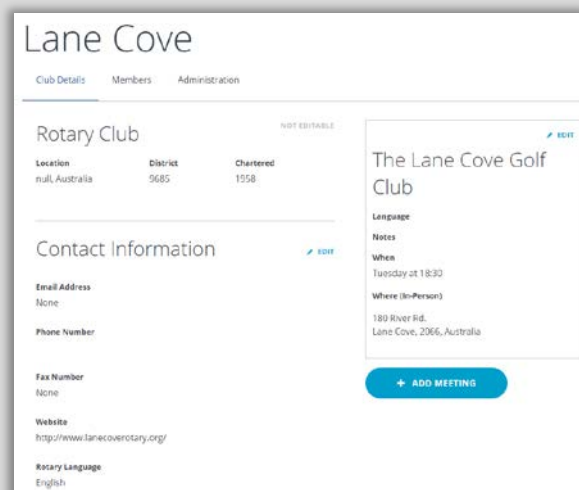 Lane Cove
Club Details Members Administration
Rotary Club
NOT EDITABLE
Location District Chartered
null, Australia 9685 1958
Contact Information
EDIT
Email Address
None
Phone Number
Fax Number
None
Website
http://www.lanecoverotary.org/
Rotary Language
English
EDIT
The Lane Cove Golf
Club
Language
Notes
When
Tuesday at 18:30
Where (In-Person)
180 River Rd.
Lane Cove, 2066, Australia
+ ADD MEETING